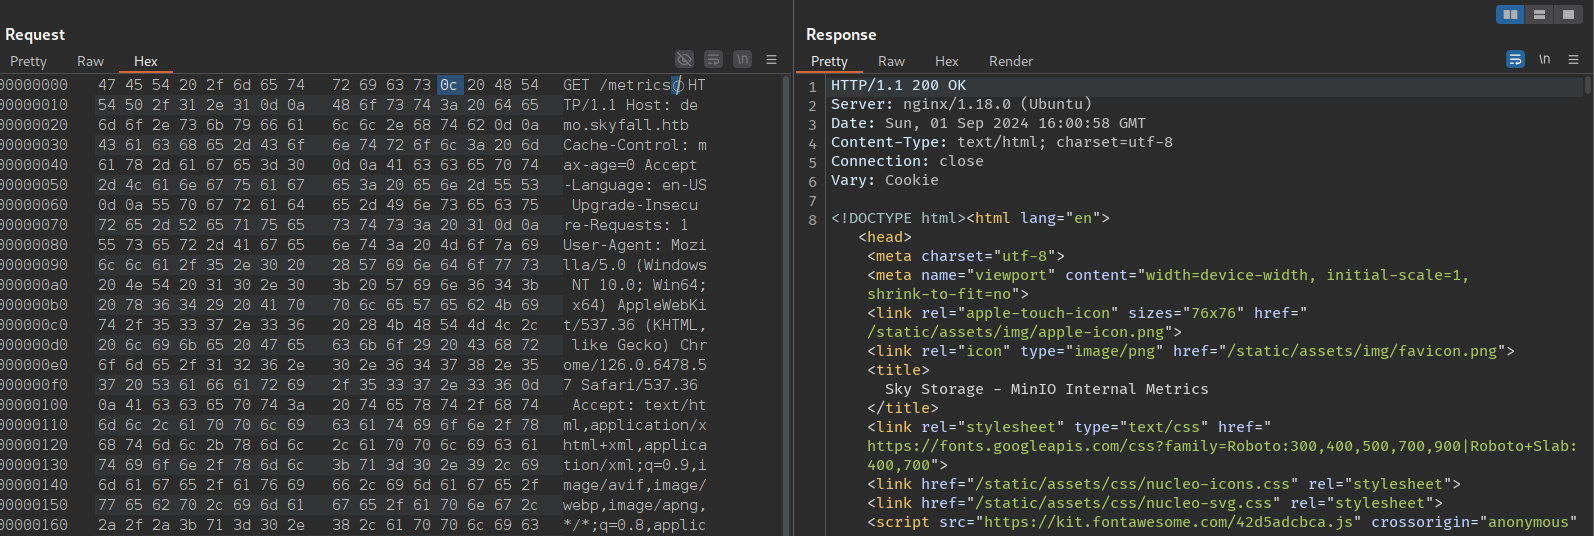 Request
Pretty Raw Hex
\n
00000000 47 45 54 20 2f 6d 65 74 72 69 63 73 0c 20 48 54 GET /metrics HT
00000010 54 50 2f 31 2e 31 0d 0a 48 6f 73 74 3a 20 64 65 TP/1.1 Host: de
00000020 6d 6f 2e 73 6b 79 66 61 6c 6c 2e 68 74 62 0d 0a mo.skyfall.htb
00000030 43 61 63 68 65 2d 43 6f 6e 74 72 6f 6c 3a 20 6d Cache-Control: m
00000040 61 78 2d 61 67 65 3d 30 0d 0a 41 63 63 65 70 74 ax-age=0 Accept
00000050 2d 4c 61 6e 67 75 61 67 65 3a 20 65 6e 2d 55 53 -Language: en-US
00000060 0d 0a 55 70 67 72 61 64 65 2d 49 6e 73 65 63 75 Upgrade-Insecu
00000070 72 65 2d 52 65 71 75 65 73 74 73 3a 20 31 0d 0a re-Requests: 1
00000080 55 73 65 72 2d 41 67 65 6e 74 3a 20 4d 6f 7a 69 User-Agent: Mozi
00000090 6c 6c 61 2f 35 2e 30 20 28 57 69 6e 64 6f 77 73 lla/5.0 (Windows
000000a0 20 4e 54 20 31 30 2e 30 3b 20 57 69 6e 36 34 3b NT 10.0; Win64;
000000b0 20 78 36 34 29 20 41 70 70 6c 65 57 65 62 4b 69 x64) AppleWebKi
000000c0 74 2f 35 33 37 2e 33 36 20 28 4b 48 54 4d 4c 2c t/537.36 (KHTML,
000000d0 20 6c 69 6b 65 20 47 65 63 6b 6f 29 20 43 68 72 like Gecko) Chr
000000e0 6f 6d 65 2f 31 32 36 2e 30 2e 36 34 37 38 2e 35 ome/126.0.6478.5
000000f0 37 20 53 61 66 61 72 69 2f 35 33 37 2e 33 36 0d 7 Safari/537.36
00000100 0a 41 63 63 65 70 74 3a 20 74 65 78 74 2f 68 74 Accept: text/ht
00000110 6d 6c 2c 61 70 70 6c 69 63 61 74 69 6f 6e 2f 78 ml,application/x
00000120 68 74 6d 6c 2b 78 6d 6c 2c 61 70 70 6c 69 63 61 html+xml,applica
00000130 74 69 6f 6e 2f 78 6d 6c 3b 71 3d 30 2e 39 2c 69 tion/xml;q=0.9,i
00000140 6d 61 67 65 2f 61 76 69 66 2c 69 6d 61 67 65 2f mage/avif,image/
00000150 77 65 62 70 2c 69 6d 61 67 65 2f 61 70 6e 67 2c webp,image/apng,
00000160 2a 2f 2a 3b 71 3d 30 2e 38 2c 61 70 70 6c 69 63 */*;q=0.8,applic
Response
Pretty Raw Hex Render
\n
1 HTTP/1.1 200 OK
2 Server: nginx/1.18.0 (Ubuntu)
3 Date: Sun, 01 Sep 2024 16:00:58 GMT
4 Content-Type: text/html; charset=utf-8
5 Connection: close
6 Vary: Cookie
7
8 <!DOCTYPE html><html lang="en">
<head>
<meta charset="utf-8">
<meta name="viewport" content="width=device-width, initial-scale=1,
shrink-to-fit=no">
<link rel="apple-touch-icon" sizes="76x76" href="
/static/assets/img/apple-icon.png">
<link rel="icon" type="image/png" href="/static/assets/img/favicon.png">
<title>
Sky Storage - MinIO Internal Metrics
</title>
<link rel="stylesheet" type="text/css" href="
https://fonts.googleapis.com/css?family=Roboto:300,400,500,700,900|Roboto+Slab:
400,700">
<link href="/static/assets/css/nucleo-icons.css" rel="stylesheet">
<link href="/static/assets/css/nucleo-svg.css" rel="stylesheet">
<script src="https://kit.fontawesome.com/42d5adcbca.js" crossorigin="anonymous"